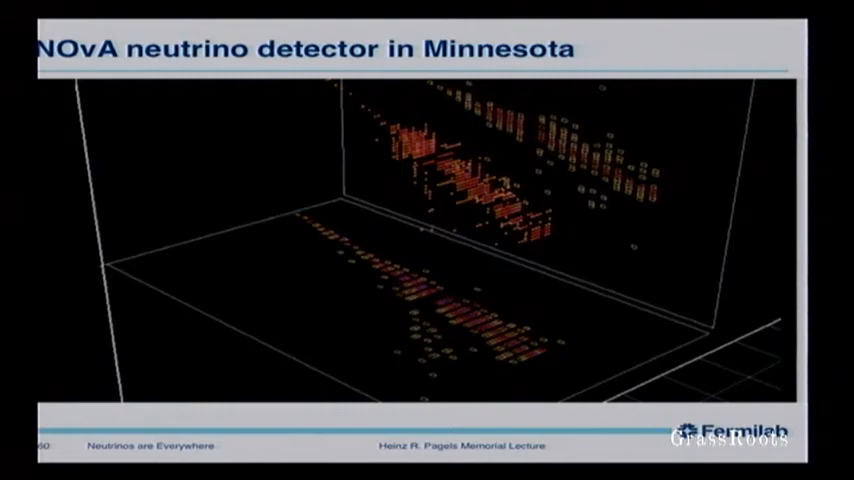 NOvA neutrino detector in Minnesota
60 Neutrinos are Everywhere Heinz R. Pagels Memorial Lecture
Fermilab
GrassRoots